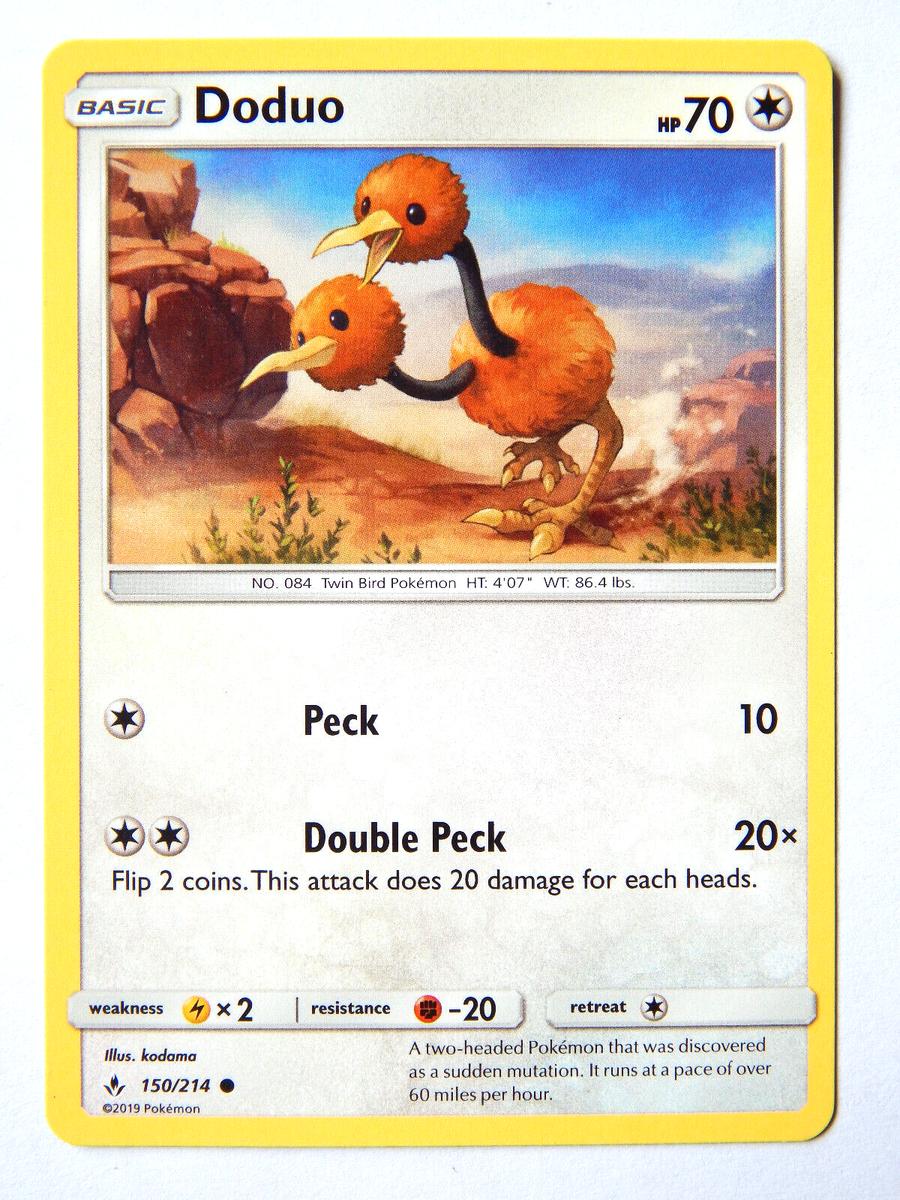 BASIC Doduo HP 70
NO. 084 Twin Bird Pokémon HT: 4'07" WT: 86.4 lbs.
Peck 10
Double Peck 20×
Flip 2 coins. This attack does 20 damage for each heads.
weakness ×2 resistance -20 retreat
Illus. kodama
150/214
©2019 Pokémon
A two-headed Pokémon that was discovered
as a sudden mutation. It runs at a pace of over
60 miles per hour.